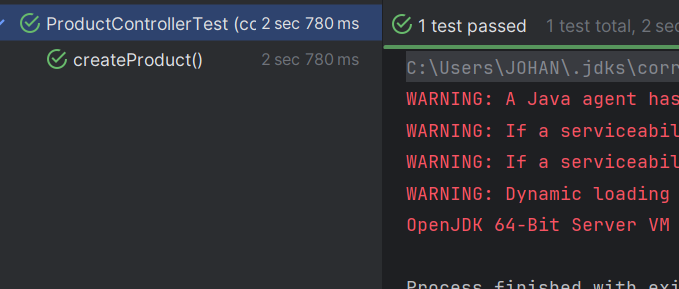 ProductControllerTest (co 2 sec 780 ms
createProduct() 2 sec 780 ms
1 test passed 1 test total, 2 sec
C:\Users\JOHAN\.jdks\corr
WARNING: A Java agent has
WARNING: If a serviceabil
WARNING: If a serviceabil
WARNING: Dynamic loading
OpenJDK 64-Bit Server VM
Process finished with exi